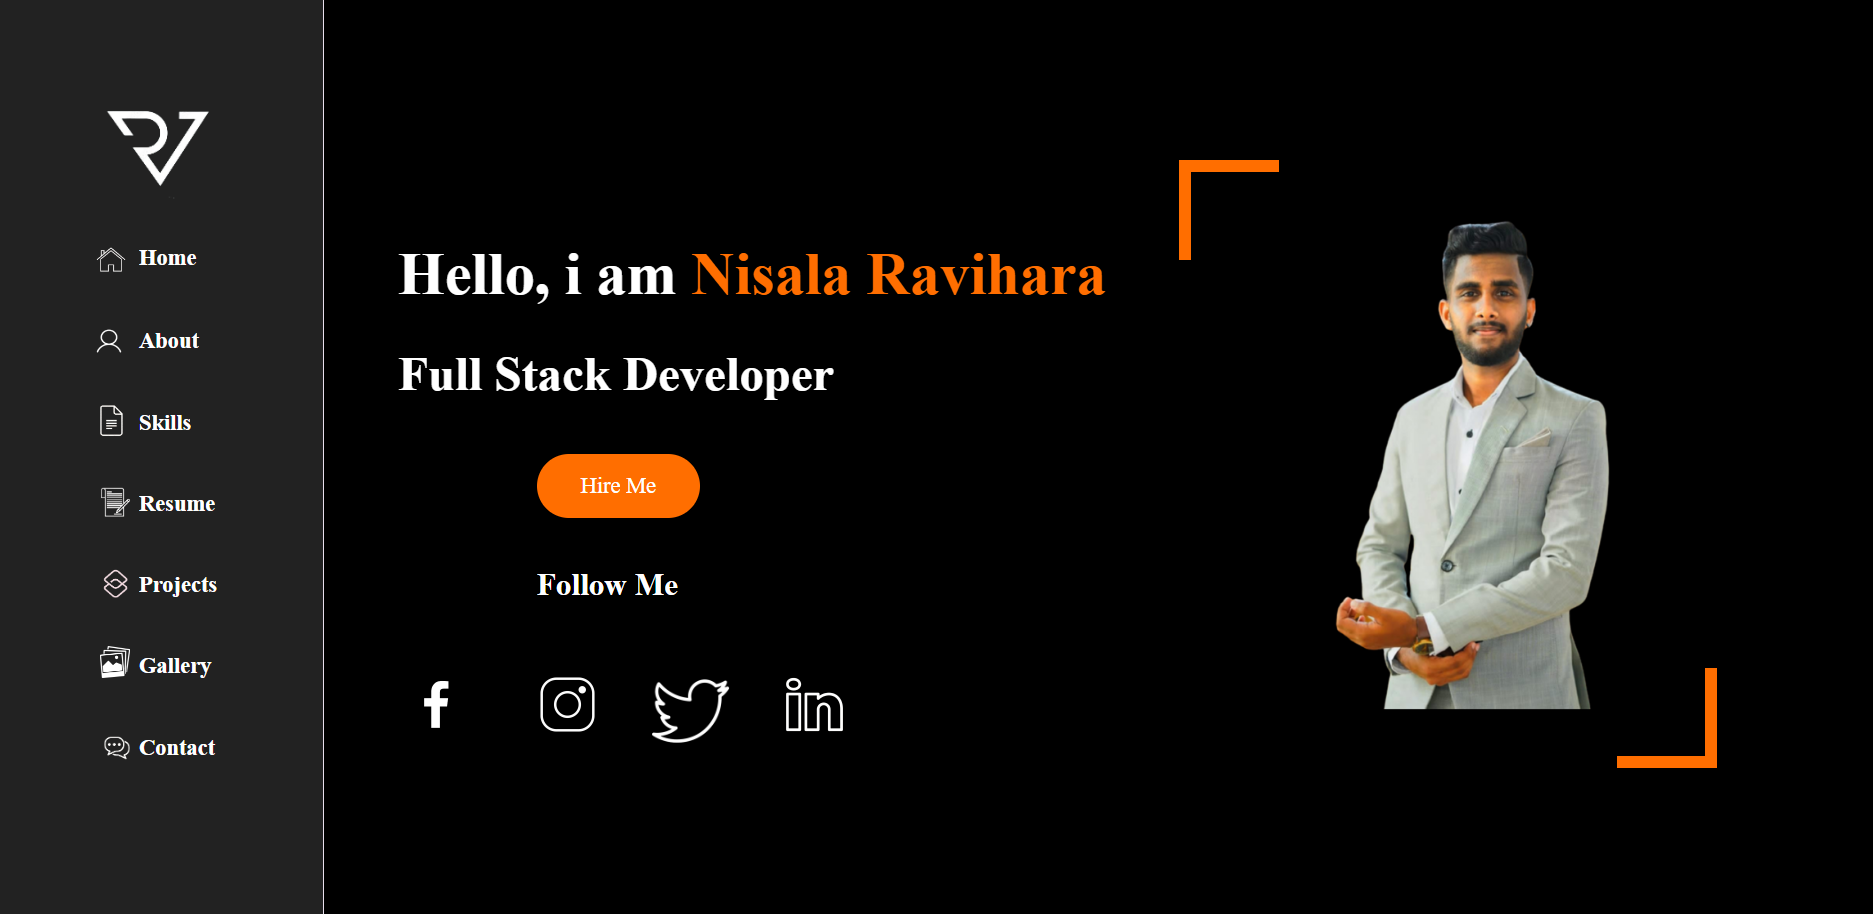 Home
About
Skills
Resume
Projects
Gallery
Contact
Hello, i am Nisala Ravihara
Full Stack Developer
Hire Me
Follow Me